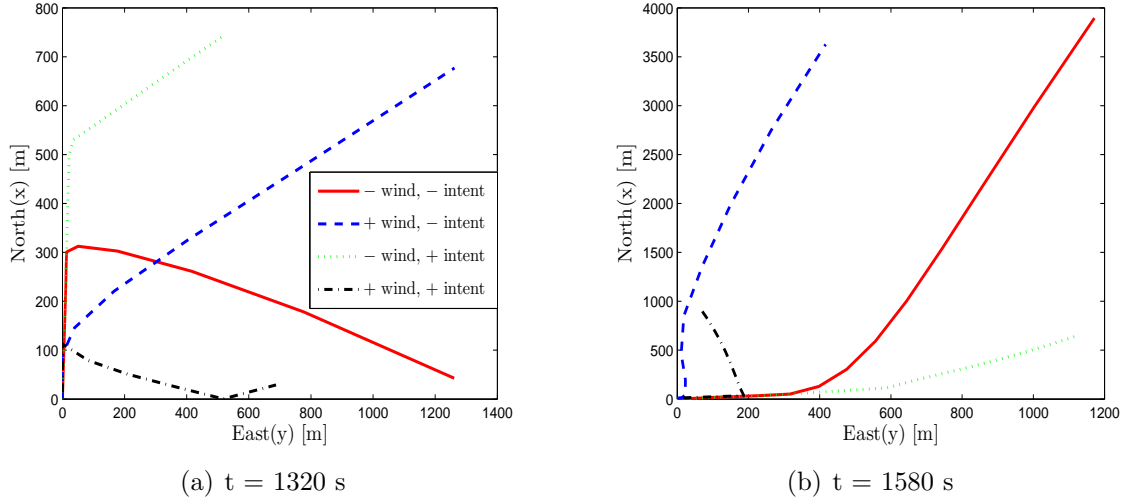 800
700
600
500
400
300
200
100
0
North(x) [m]
− wind, − intent
+ wind, − intent
− wind, + intent
+ wind, + intent
0 200 400 600 800 1000 1200 1400
East(y) [m]
(a) t = 1320 s
4000
3500
3000
2500
2000
1500
1000
500
0
North(x) [m]
0 200 400 600 800 1000 1200
East(y) [m]
(b) t = 1580 s